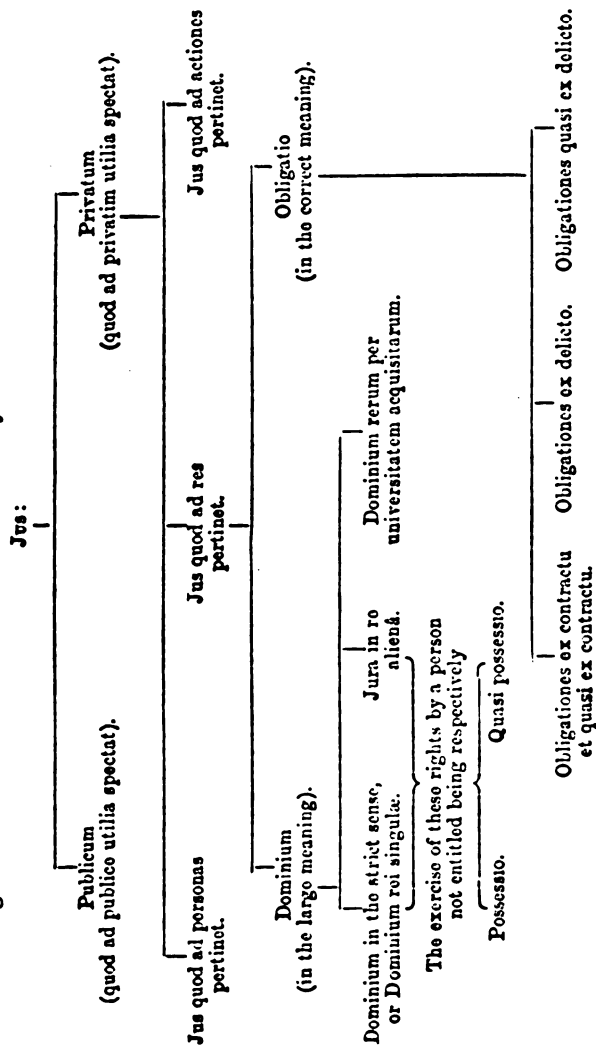 Jus:
Publicum
(quod ad publice utilia spectat).
Privatum
(quod ad privatim utilia spectat).
Jus quod ad personas
pertinet.
Jus quod ad res
pertinet.
Jus quod ad actiones
pertinet.
Dominium
(in the large meaning).
Obligatio
(in the correct meaning).
Dominium in the strict sense,
or Dominium rei singulæ.
Jura in re
alienâ.
Dominium rerum per
universitatem acquisitarum.
The exercise of these rights by a person
not entitled being respectively
Possessio.
Quasi possessio.
Obligationes ex contractu
et quasi ex contractu.
Obligationes ex delicto.
Obligationes quasi ex delicto.